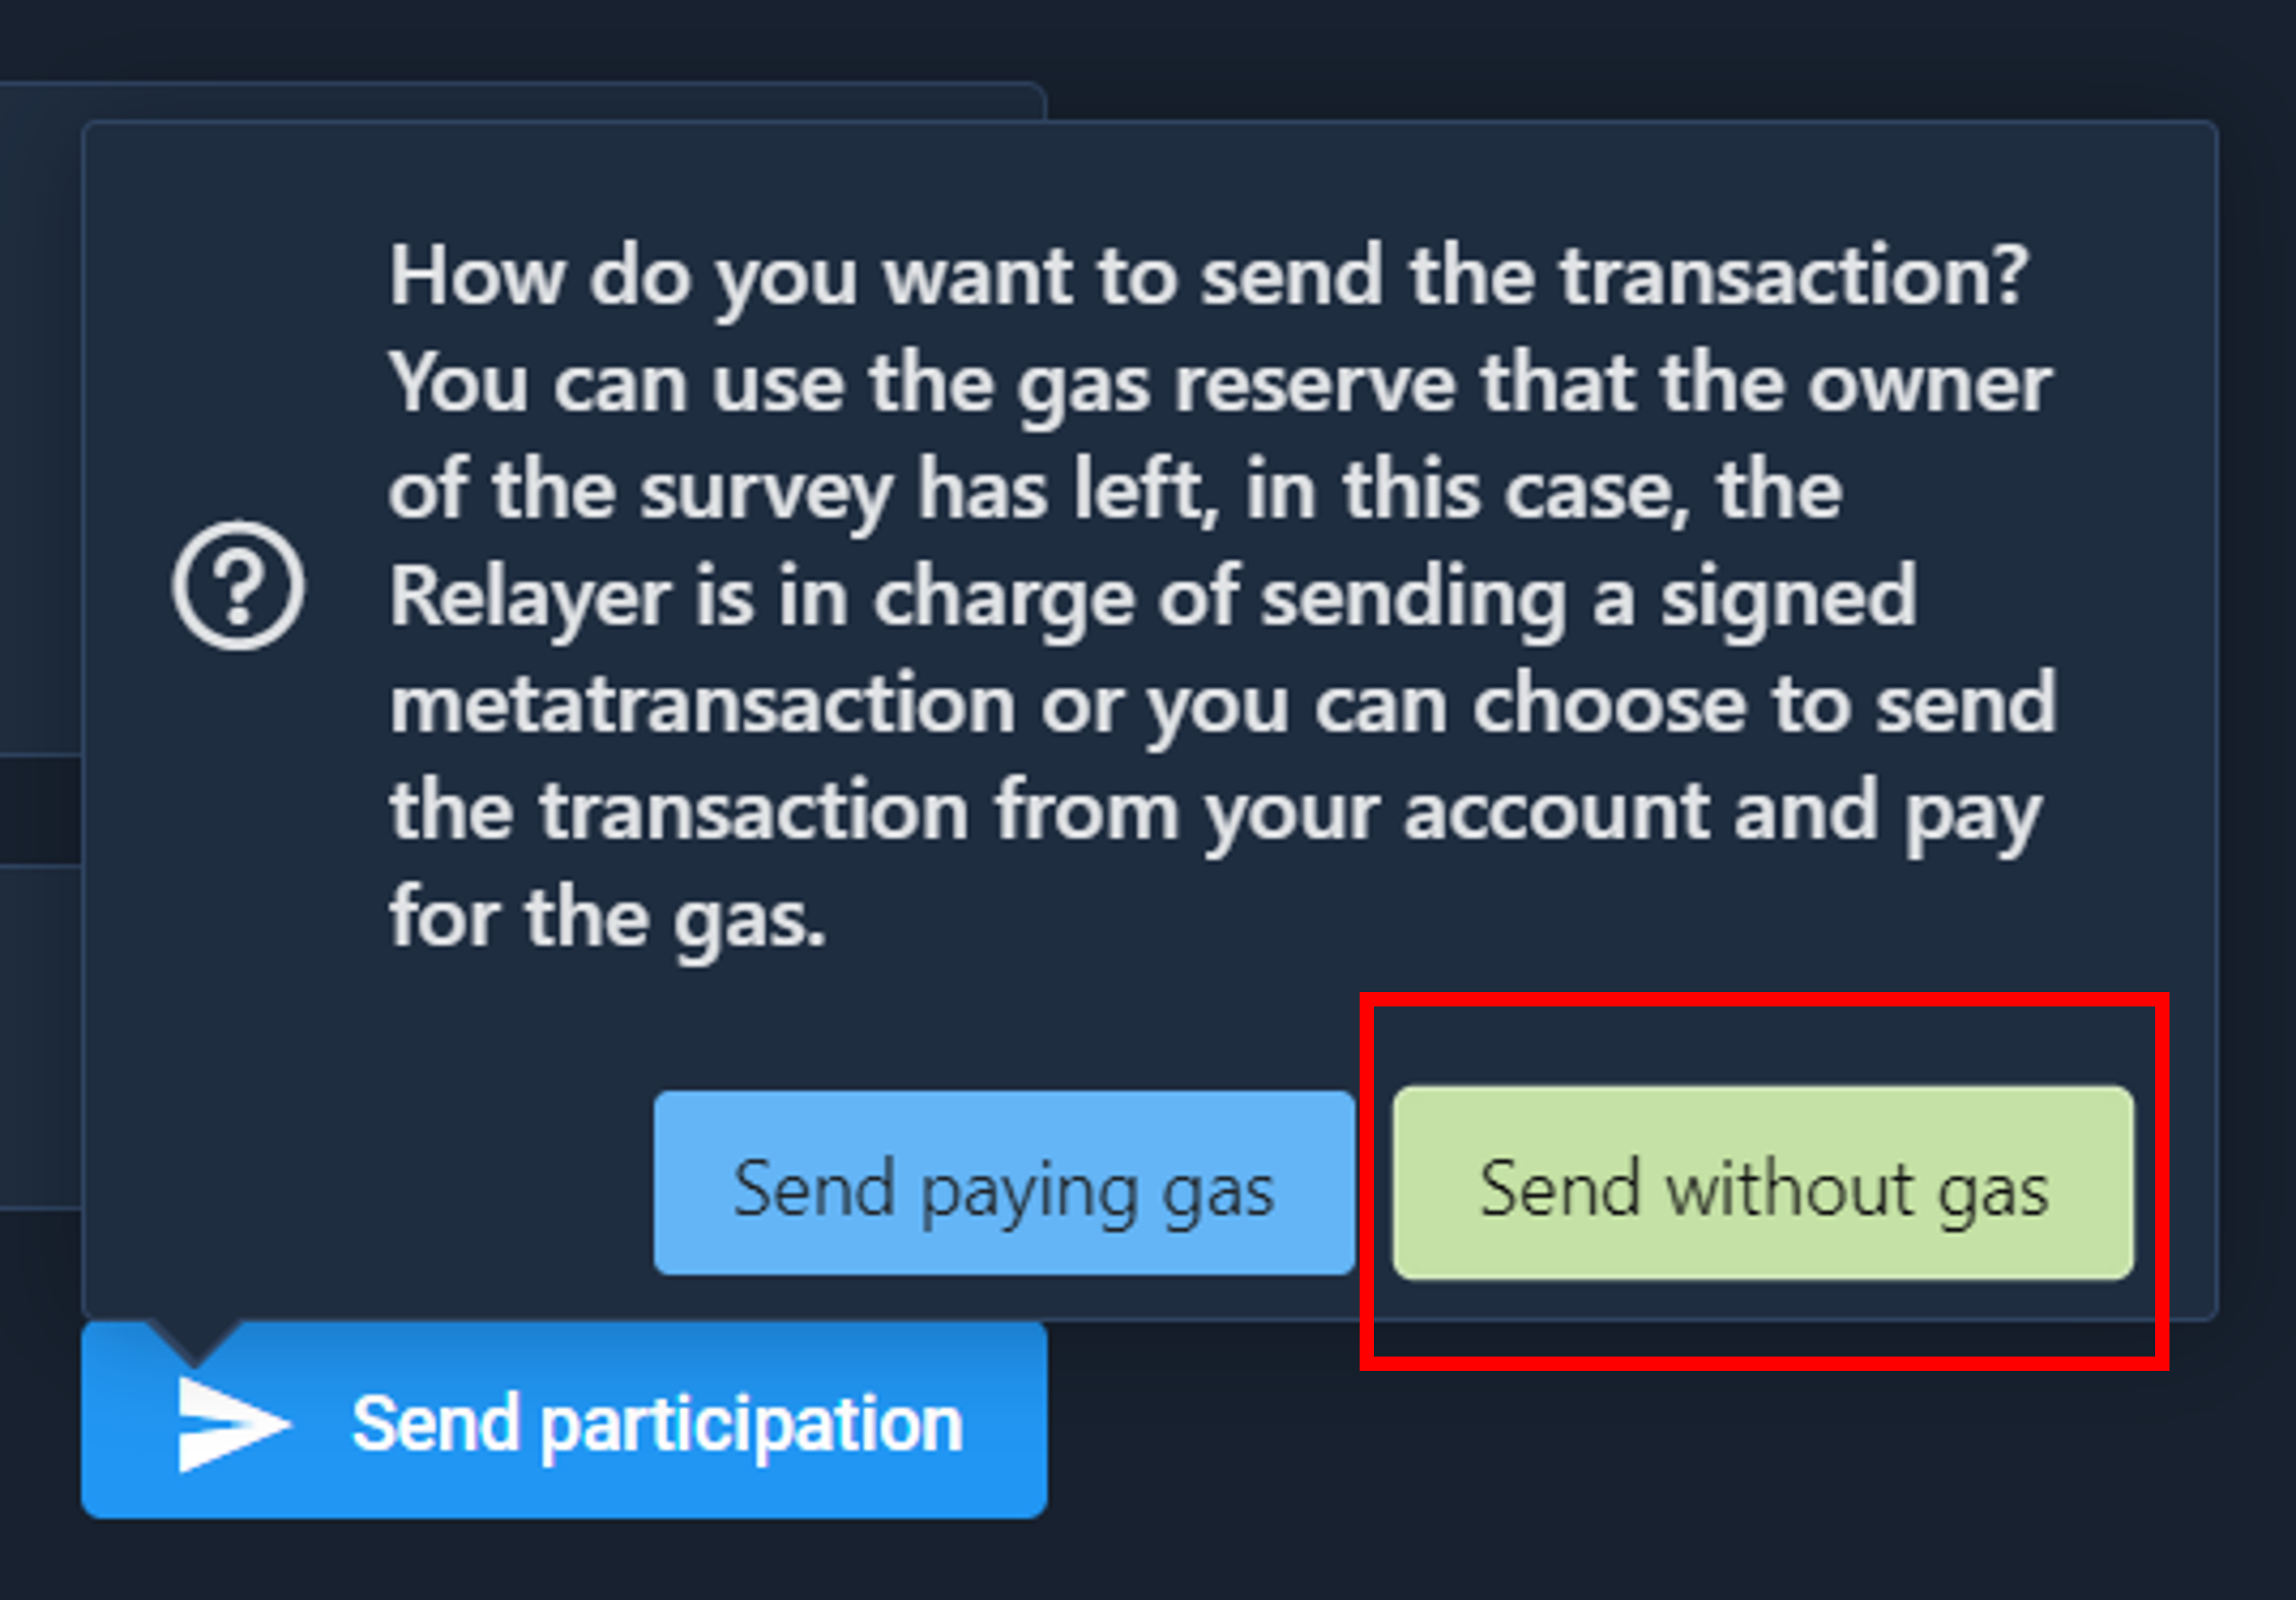 How do you want to send the transaction?
You can use the gas reserve that the owner
of the survey has left, in this case, the
Relayer is in charge of sending a signed
metatransaction or you can choose to send
the transaction from your account and pay
for the gas.
Send paying gas
Send without gas
Send participation